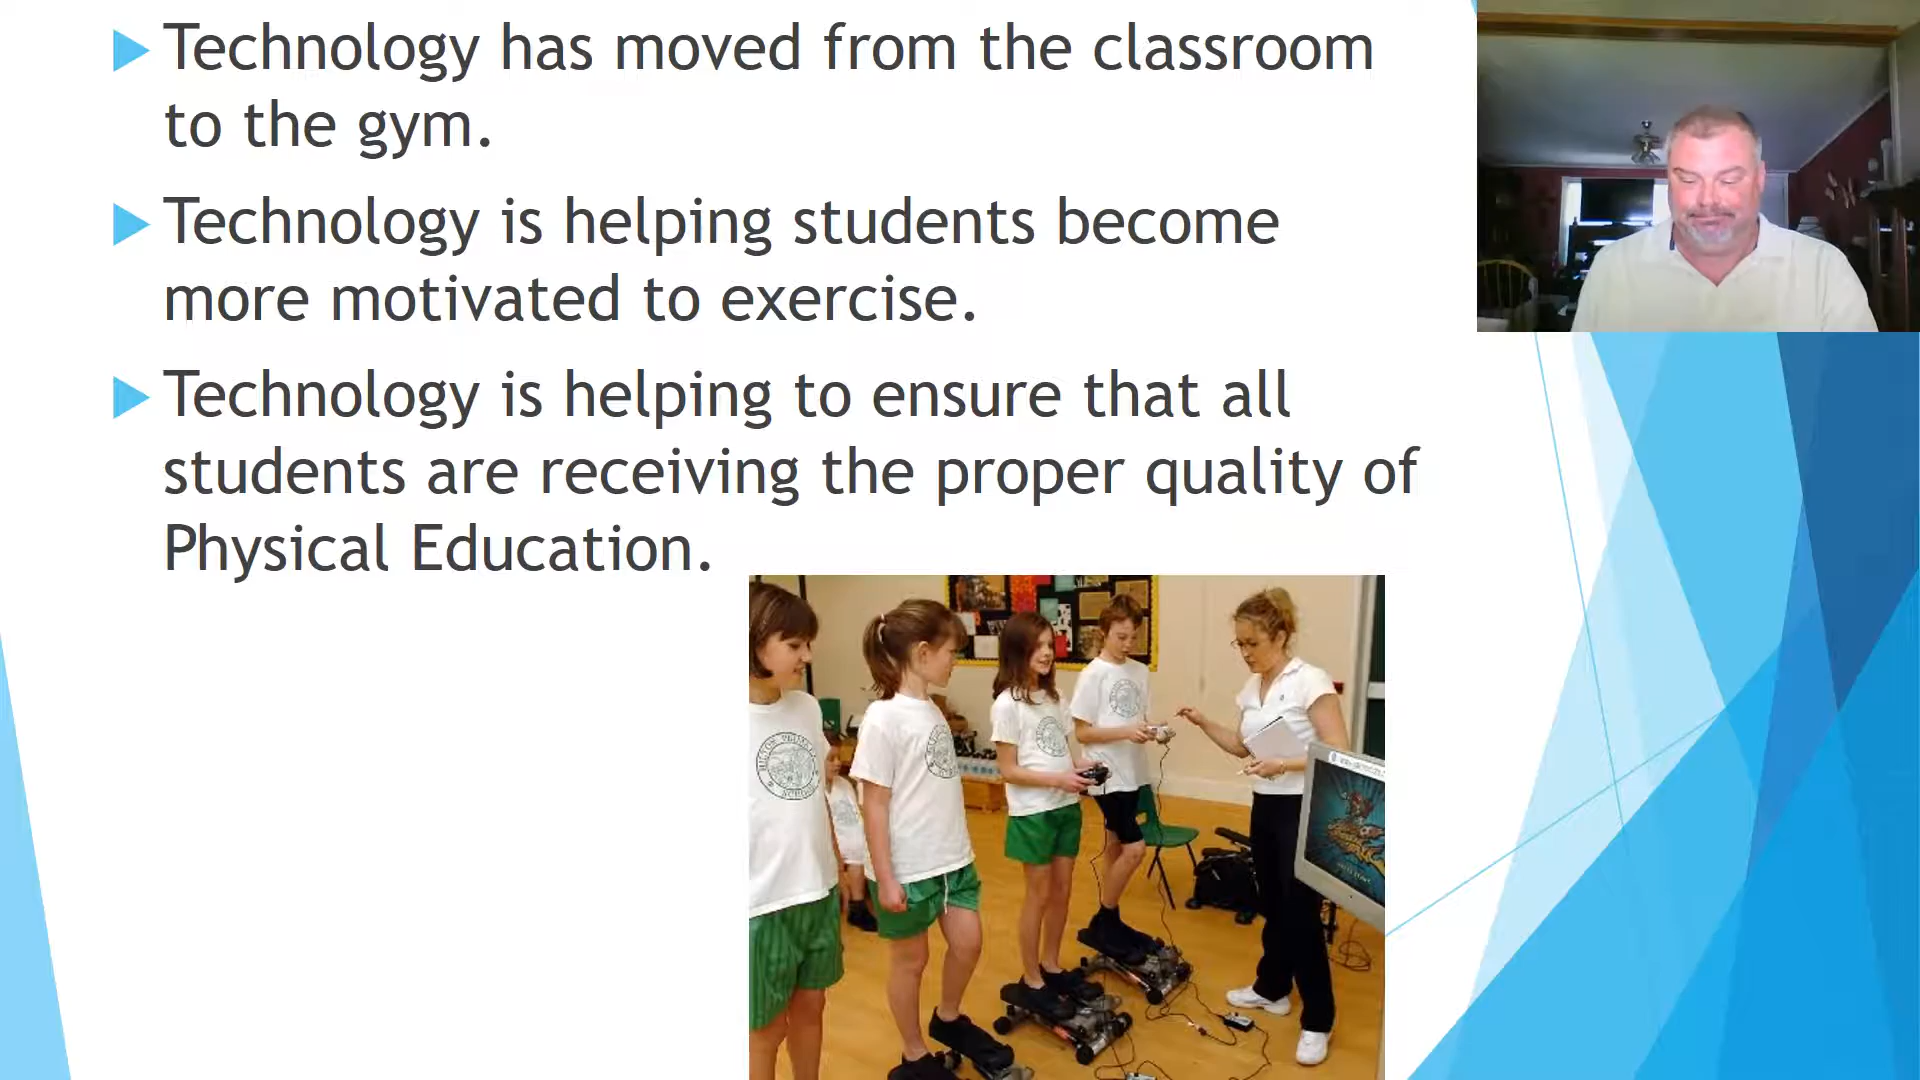 Technology has moved from the classroom
to the gym.
Technology is helping students become
more motivated to exercise.
Technology is helping to ensure that all
students are receiving the proper quality of
Physical Education.